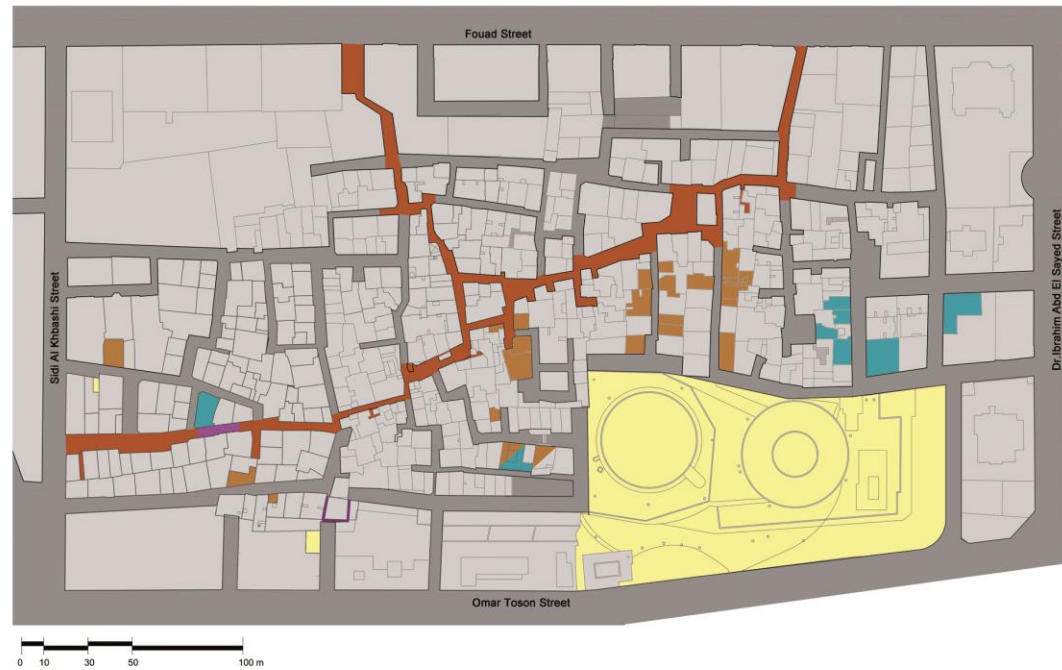 Fouad Street
Sidi Al Khbashi Street
Dr. Ibrahim Abd El Sayed Street
Omar Toson Street
0 10 30 50 100 m